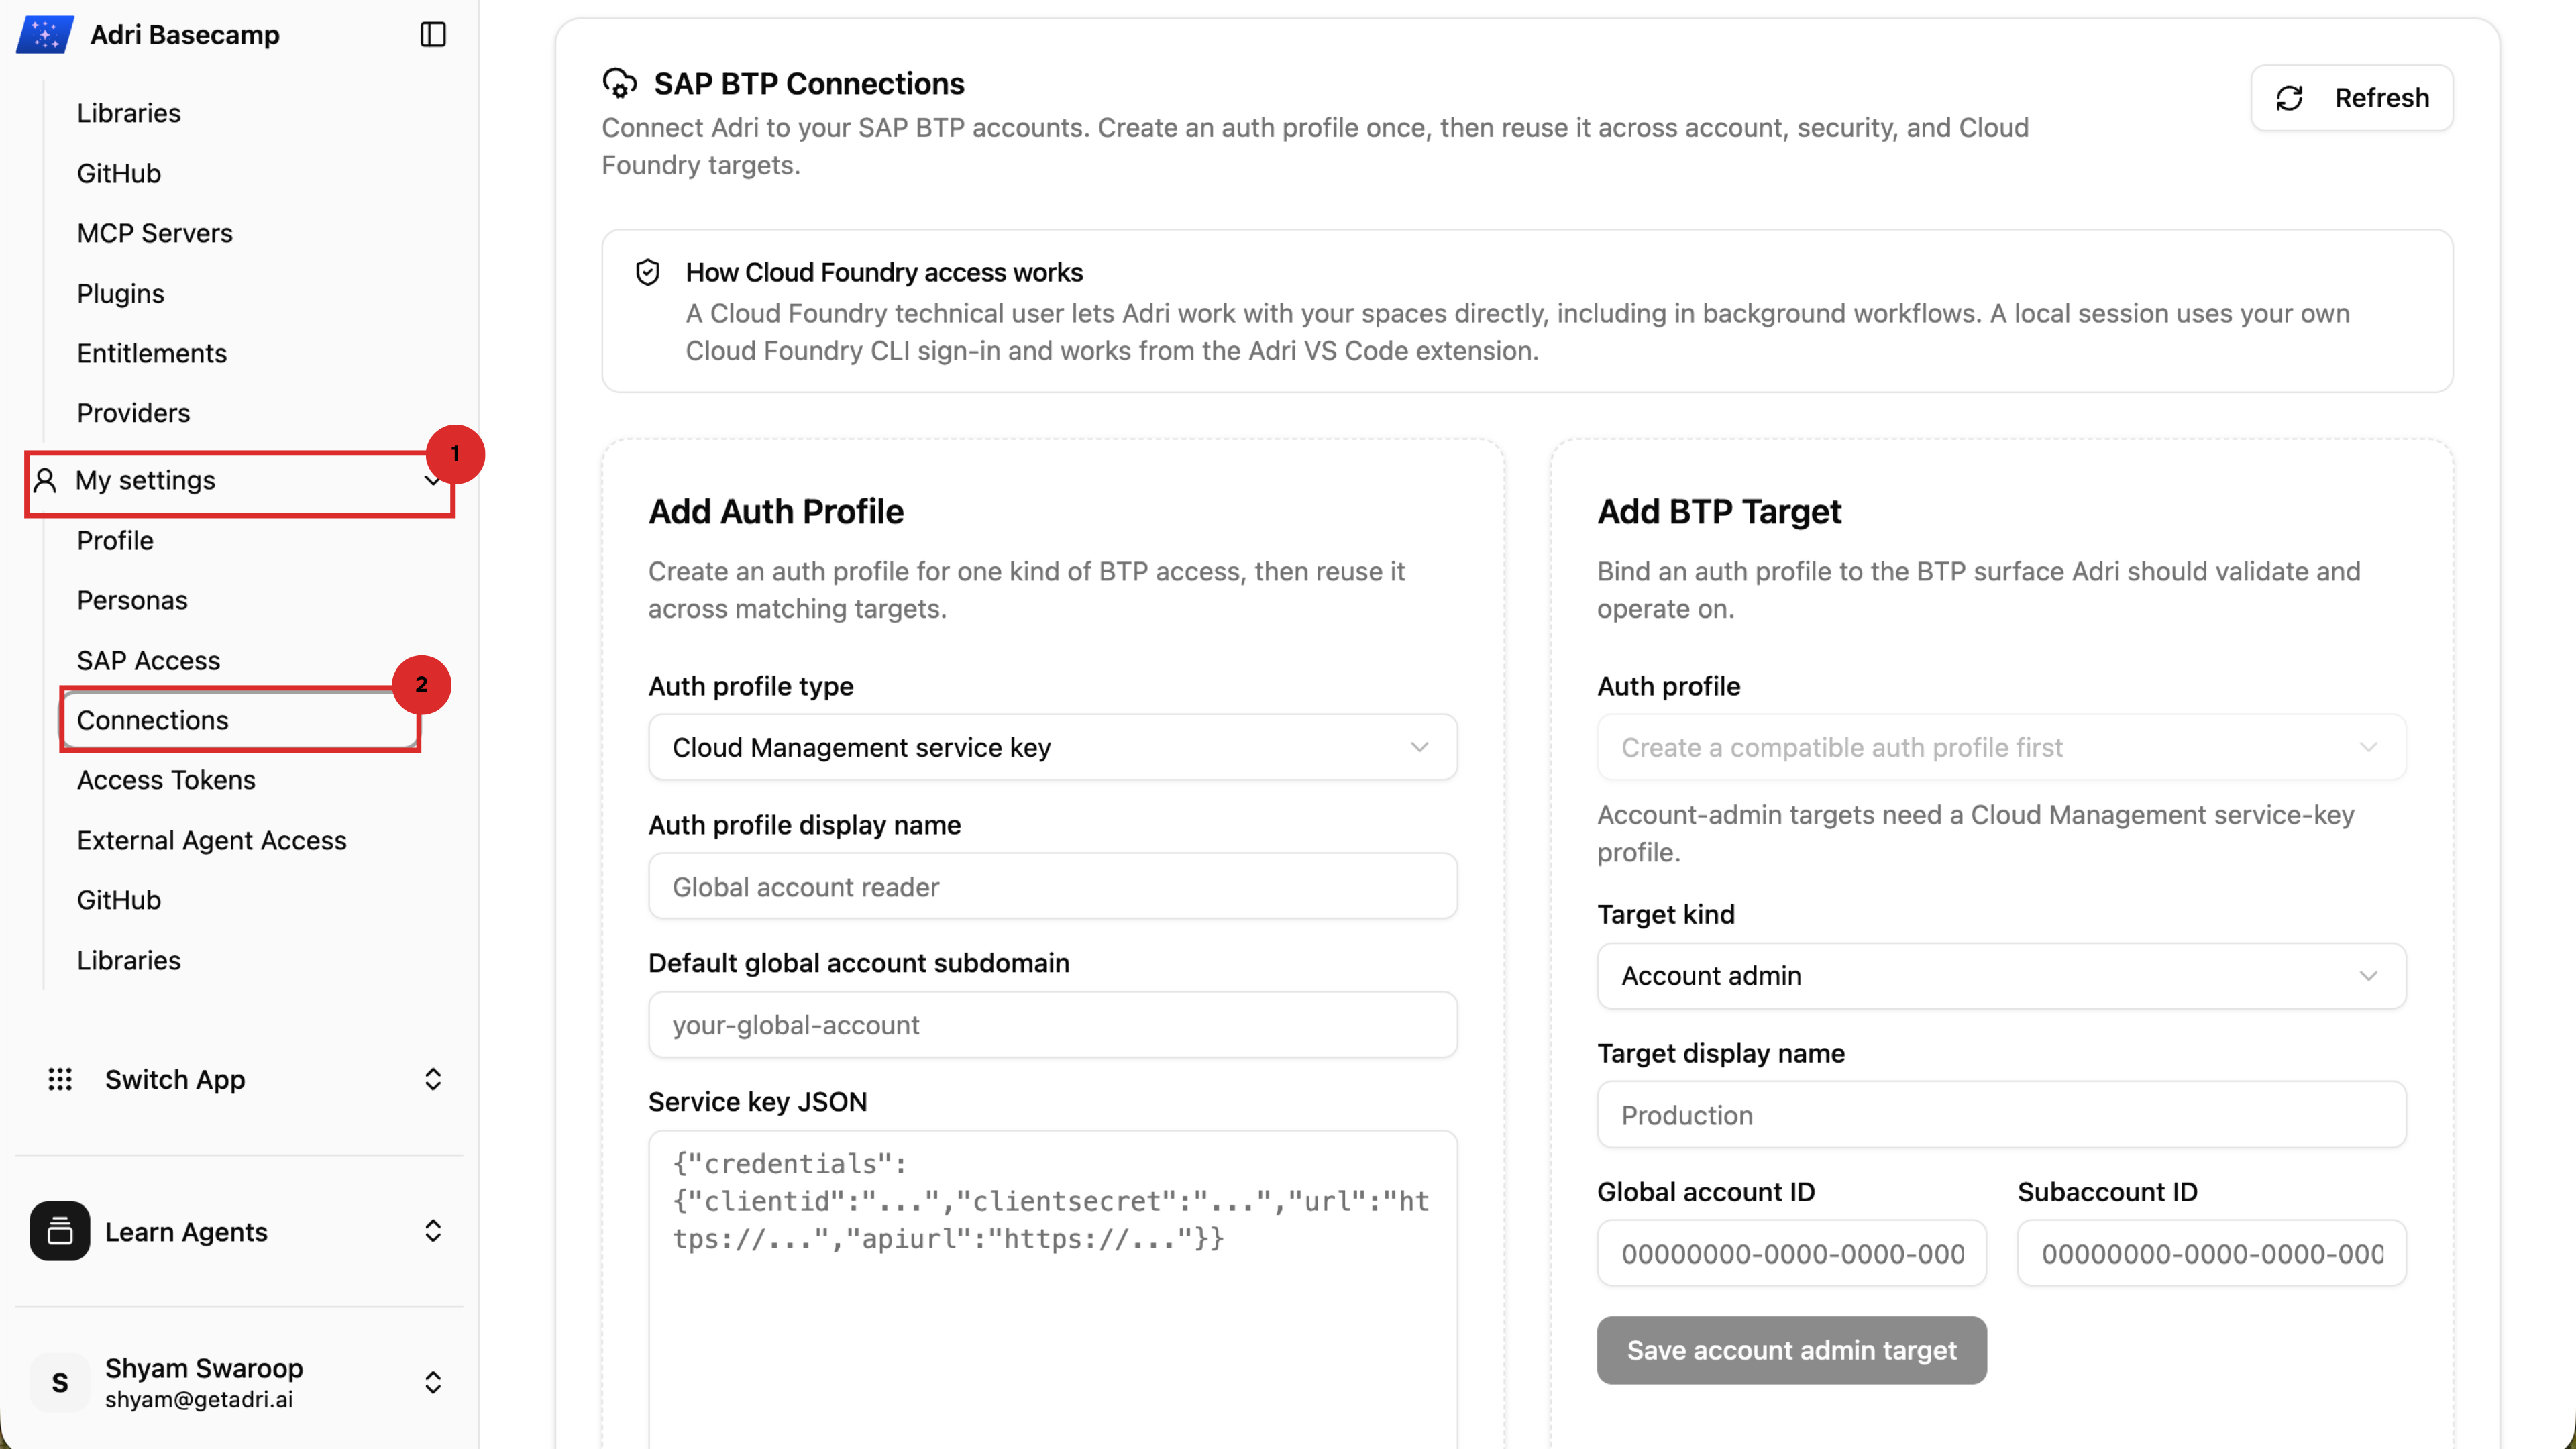 Adri Basecamp
Libraries
GitHub
MCP Servers
Plugins
Entitlements
Providers
1
My settings
Profile
Personas
SAP Access
2
Connections
Access Tokens
External Agent Access
GitHub
Libraries
Switch App
Learn Agents
S
Shyam Swaroop
shyam@getadri.ai
SAP BTP Connections
Refresh
Connect Adri to your SAP BTP accounts. Create an auth profile once, then reuse it across account, security, and Cloud
Foundry targets.
How Cloud Foundry access works
A Cloud Foundry technical user lets Adri work with your spaces directly, including in background workflows. A local session uses your own
Cloud Foundry CLI sign-in and works from the Adri VS Code extension.
Add Auth Profile
Create an auth profile for one kind of BTP access, then reuse it
across matching targets.
Auth profile type
Cloud Management service key
Auth profile display name
Global account reader
Default global account subdomain
your-global-account
Service key JSON
{"credentials":
{"clientid":"...","clientsecret":"...","url":"ht
tps://...","apiurl":"https://..."}}
Add BTP Target
Bind an auth profile to the BTP surface Adri should validate and
operate on.
Auth profile
Create a compatible auth profile first
Account-admin targets need a Cloud Management service-key
profile.
Target kind
Account admin
Target display name
Production
Global account ID
Subaccount ID
00000000-0000-0000-000
00000000-0000-0000-000
Save account admin target